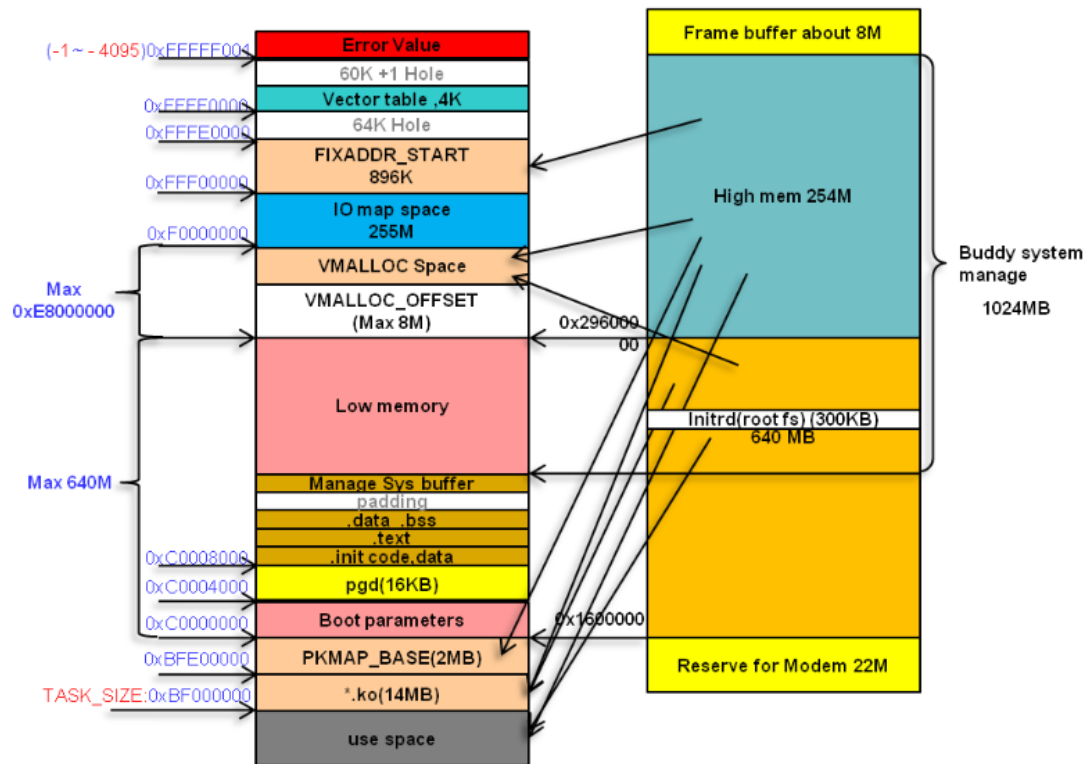 (-1~ - 4095)0xFFFFF001
0xFFFF0000
0xFFFE0000
0xFFF00000
0xF0000000
Max
0xE8000000
Max 640M
0xC0008000
0xC0004000
0xC0000000
0xBFE00000
TASK_SIZE:0xBF000000
Error Value
60K +1 Hole
Vector table ,4K
64K Hole
FIXADDR_START
896K
IO map space
255M
VMALLOC Space
VMALLOC_OFFSET
(Max 8M)
Low memory
Manage Sys buffer
padding
.data .bss
.text
.init code,data
pgd(16KB)
Boot parameters
PKMAP_BASE(2MB)
*.ko(14MB)
use space
0x296000
00
0x1600000
Frame buffer about 8M
High mem 254M
Initrd(root fs) (300KB)
640 MB
Reserve for Modem 22M
Buddy system
manage
1024MB